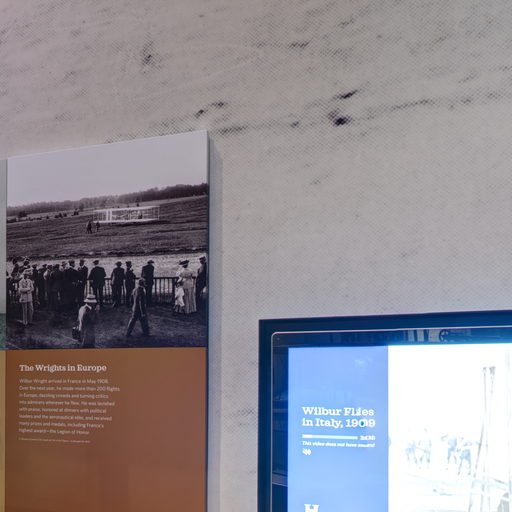 The Wrights in Europe
Wilbur Wright arrived in France in May 1908.
Over the next year, he made more than 200 flights
in Europe, dazzling crowds and turning critics
into admirers wherever he flew. He was lavished
with praise, honored at dinners with political
leaders and the aeronautical elite, and received
many prizes and medals, including France's
highest award—the Legion of Honor
Wilbur Flies
in Italy, 1909
This video does not have sound
H